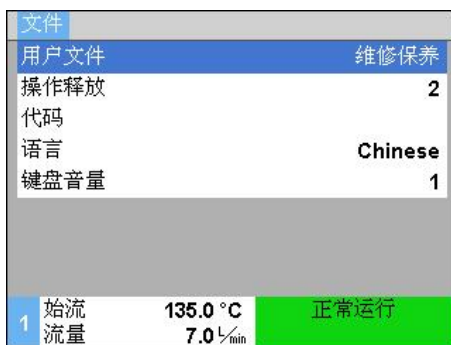 文件
用户文件 维修保养
操作释放 2
代码
语言 Chinese
键盘音量 1
1 始流 135.0 °C 正常运行
流量 7.0 L/min